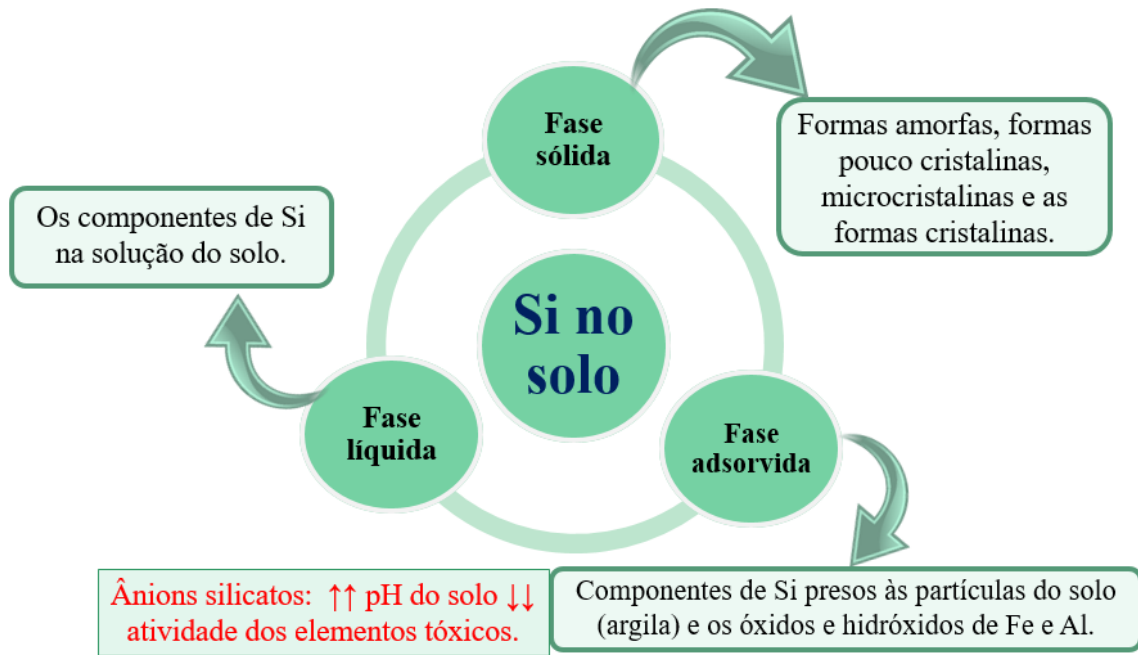 Fase
sólida
Formas amorfas, formas
pouco cristalinas,
microcristalinas e as
formas cristalinas.
Os componentes de Si
na solução do solo.
Si no
solo
Fase
líquida
Fase
adsorvida
Ânions silicatos: ↑↑ pH do solo ↓↓
atividade dos elementos tóxicos.
Componentes de Si presos às partículas do solo
(argila) e os óxidos e hidróxidos de Fe e Al.